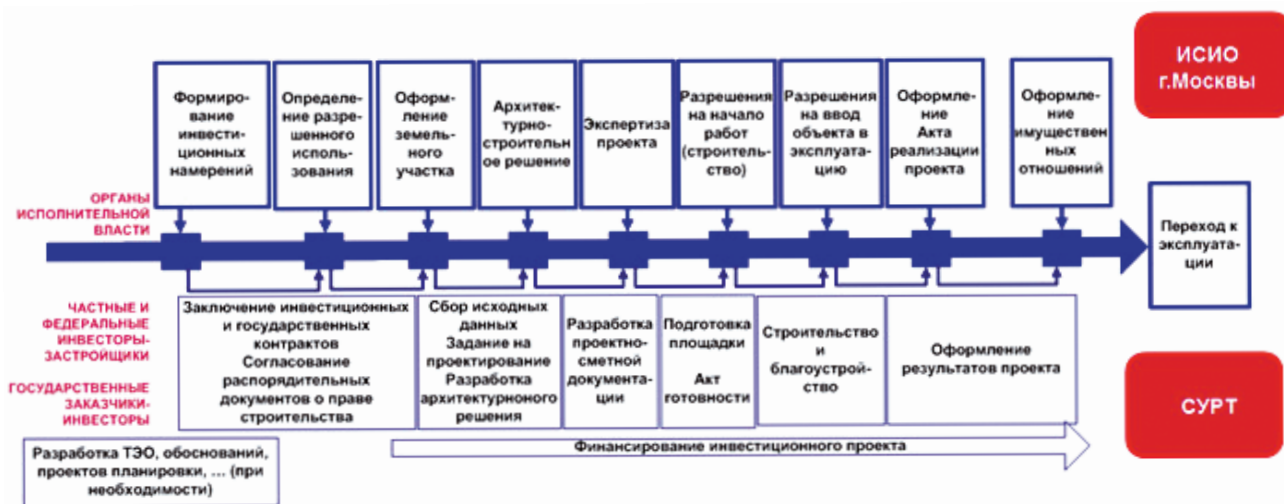 ИСИО
г.Москвы
Формиро-
вание
инвести-
ционных
намерений
Определе-
ние разре-
шенного
исполь-
зования
Оформ-
ление
земель-
ного
участка
Архитек-
турно-
строитель
ое решение
Экспертиза
проекта
Разрешения
на начало
работ
(строитель-
ство)
Разрешения
на ввод
объекта в
эксплуата-
цию
Оформле-
ние
Акта
реализации
проекта
Оформле-
ние
имуществен
ных
отношений
ОРГАНЫ
ИСПОЛНИТЕЛЬНОЙ
ВЛАСТИ
Переход к
эксплуата-
ции
ЧАСТНЫЕ И
ФЕДЕРАЛЬНЫЕ
ИНВЕСТОРЫ-
ЗАСТРОЙЩИКИ
ГОСУДАРСТВЕННЫЕ
ЗАКАЗЧИКИ-
ИНВЕСТОРЫ
Заключение инвестиционных
и государственных
контрактов
Согласование
распорядительных
документов о праве
строительства
Сбор исходных
данных
Задание на
проектирование
Разработка
архитектурноного
решения
Разработка
проектно-
сметной
документа-
ции
Подготовка
площадки
Акт
готовности
Строительство
и
благоустрой-
ство
Оформление
результатов проекта
СУРТ
Финансирование инвестиционного проекта
Разработка ТЭО, обоснований,
проектов планировки, ... (при
необходимости)